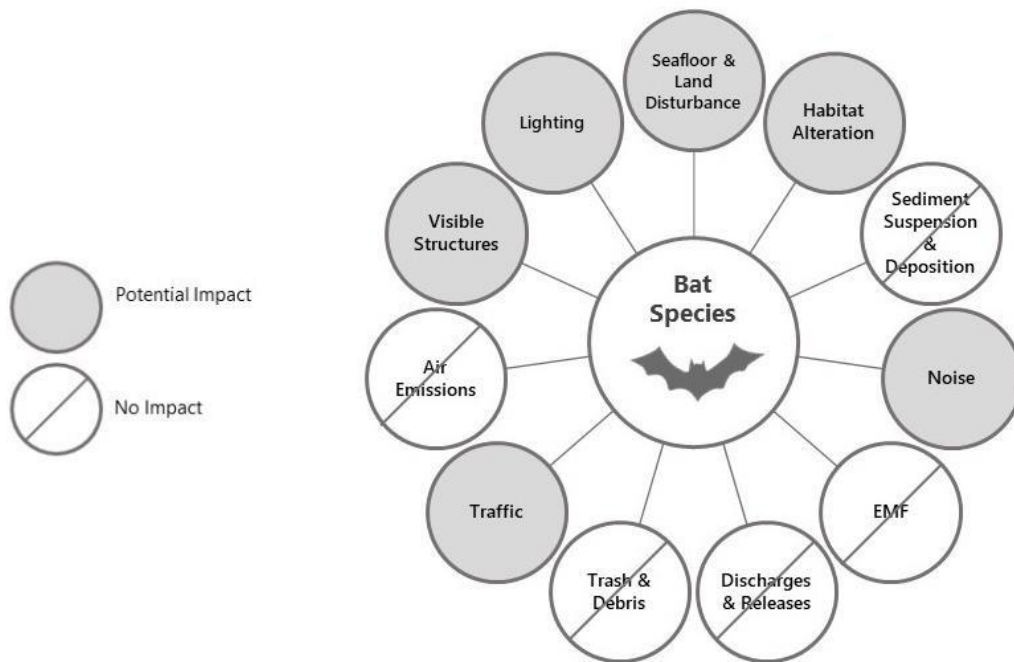 Seafloor &
Land
Disturbance
Habitat
Alteration
Sediment
Suspension
&
Deposition
Noise
EMF
Discharges
& Releases
Trash &
Debris
Traffic
Air
Emissions
Visible
Structures
Lighting
Bat
Species
Potential Impact
No Impact